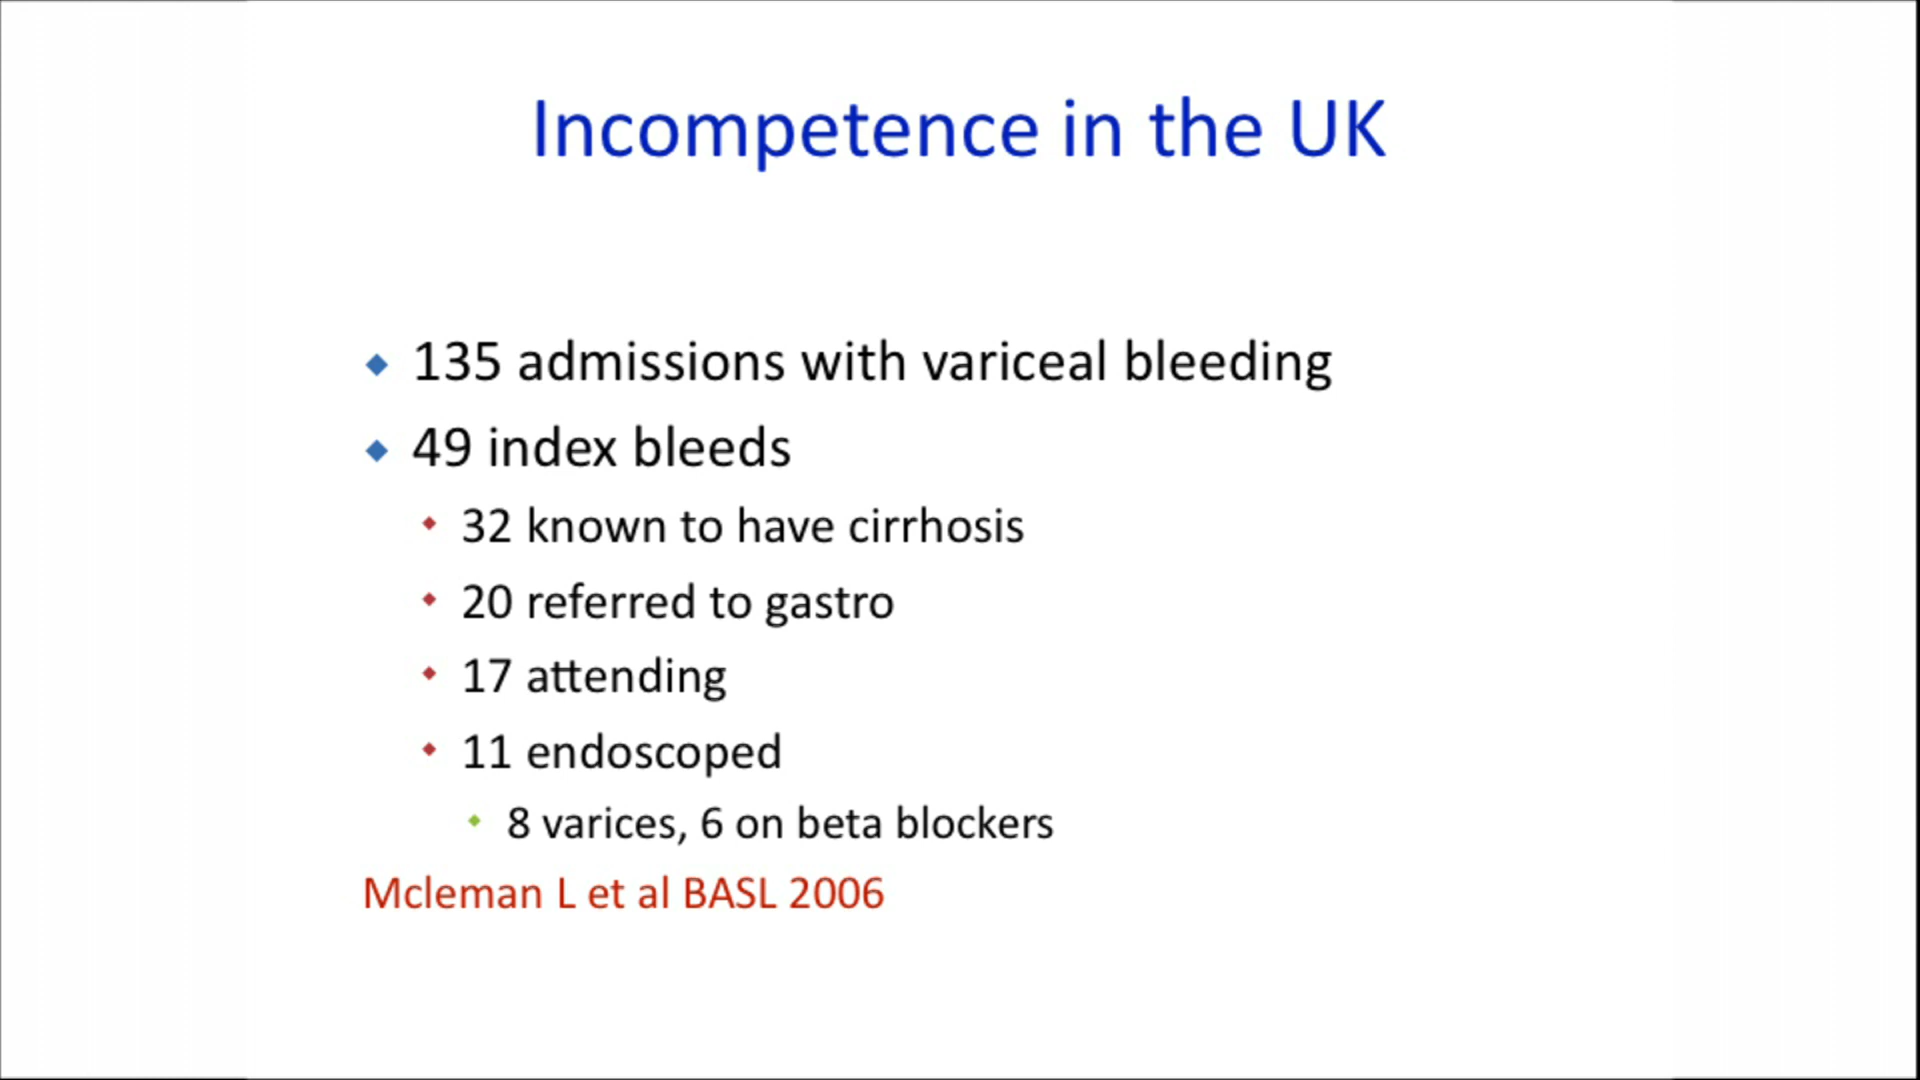 Incompetence in the UK
135 admissions with variceal bleeding
49 index bleeds
32 known to have cirrhosis
20 referred to gastro
17 attending
11 endoscoped
8 varices, 6 on beta blockers
Mcleman L et al BASL 2006